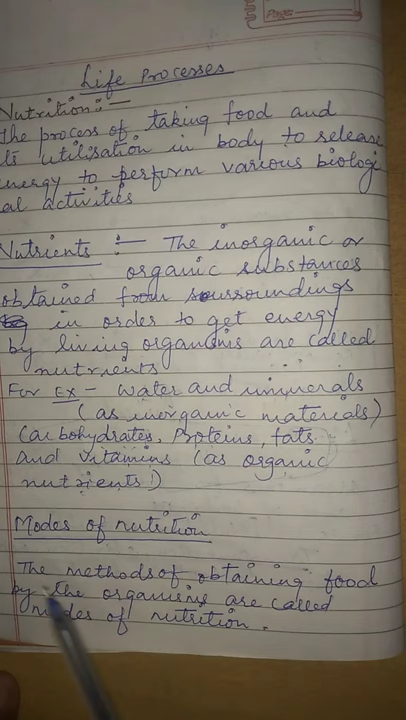 Page
Life Processes
Nutrition:-
the process of taking food and
its utilisation in body to release
energy to perform various biologi
al activities
Nutrients :- The inorganic or
organic substances
obtained from surroundings
in order to get energy
by living organisms are called
nutrients
For Ex - Water and minerals
(as inorganic materials)
Carbohydrates, Proteins, fats
And vitamins (as organic
nutrients)
Modes of nutrition
The methods of obtaining food
by the organisms are called
modes of nutrition.